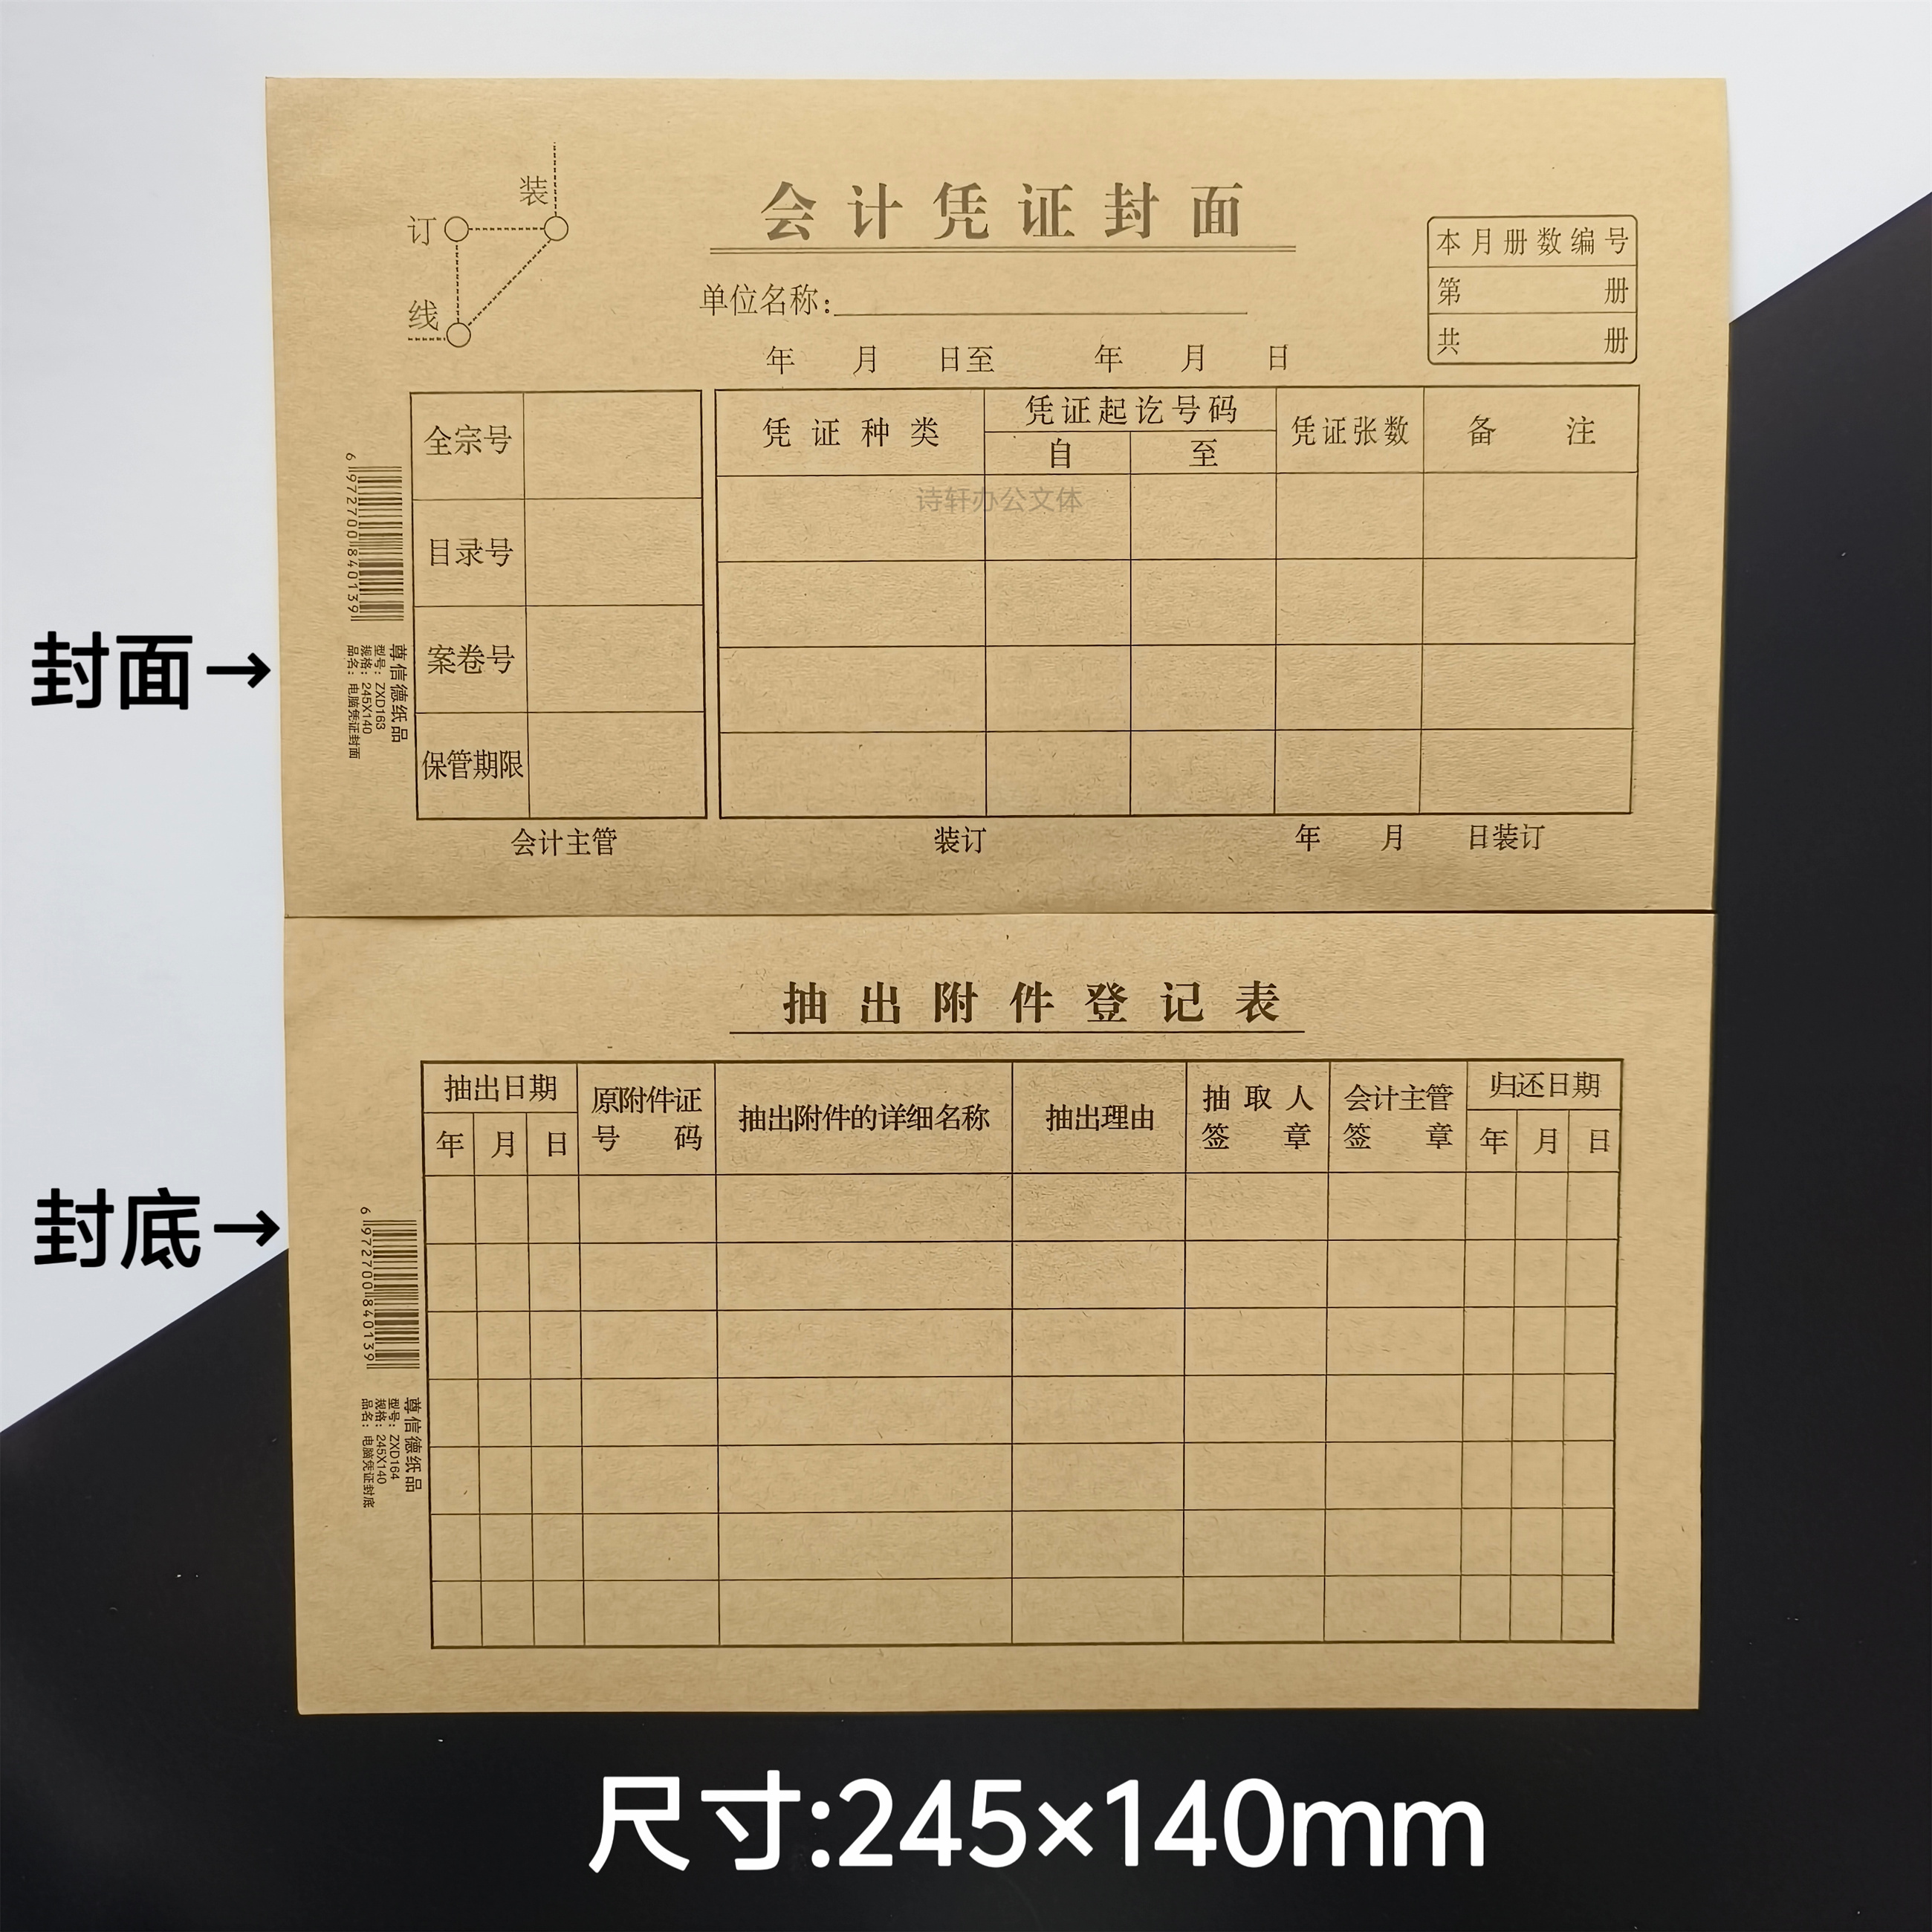 会计凭证封面
装
订
线
本月册数编号
第 册
共 册
单位名称:
年 月 日至 年 月 日
全宗号
目录号
案卷号
保管期限
凭证种类 凭证起讫号码 凭证张数 备 注
自 至
诗轩办公文体
6 972700 840139
尊信德纸品
型号:ZXD163
规格:245X140
品名:电脑凭证封面
封面→
会计主管 装订 年 月 日装订
抽出附件登记表
抽出日期 原附件证号码 抽出附件的详细名称 抽出理由 抽取人签章 会计主管签章 归还日期
年 月 日 年 月 日
封底→
6 972700 840139
尊信德纸品
型号:ZXD164
规格:245X140
品名:电脑凭证封底
尺寸:245×140mm